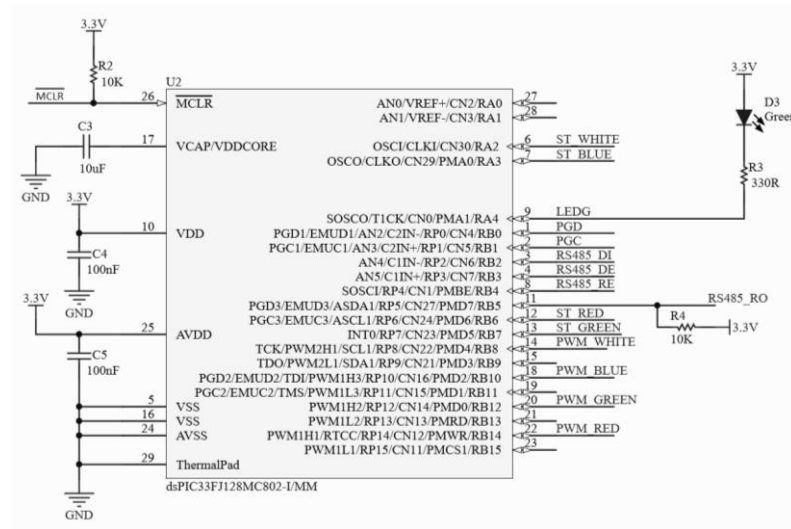 3.3V
R2
10K
MCLR
26
MCLR
C3
10uF
GND
17
VCAP/VDDCORE
3.3V
10
VDD
C4
100nF
GND
3.3V
25
AVDD
C5
100nF
5
VSS
16
VSS
24
AVSS
29
ThermalPad
GND
U2
AN0/VREF+/CN2/RA0
27
AN1/VREF-/CN3/RA1
28
OSCI/CLKI/CN30/RA2
6
ST_WHITE
OSCO/CLKO/CN29/PMA0/RA3
7
ST_BLUE
SOSCO/T1CK/CN0/PMA1/RA4
9
LEDG
PGD1/EMUD1/AN2/C2IN-/RP0/CN4/RB0
1
PGD
PGC1/EMUC1/AN3/C2IN+/RP1/CN5/RB1
2
PGC
AN4/C1IN-/RP2/CN6/RB2
3
RS485_DI
AN5/C1IN+/RP3/CN7/RB3
4
RS485_DE
SOSCI/RP4/CN1/PMBE/RB4
8
RS485_RE
PGD3/EMUD3/ASDA1/RP5/CN27/PMD7/RB5
11
RS485_RO
PGC3/EMUC3/ASCL1/RP6/CN24/PMD6/RB6
12
ST_RED
INT0/RP7/CN23/PMD5/RB7
13
ST_GREEN
TCK/PWM2H1/SCL1/RP8/CN22/PMD4/RB8
14
PWM_WHITE
TDO/PWM2L1/SDA1/RP9/CN21/PMD3/RB9
15
PGD2/EMUD2/TDI/PWM1H3/RP10/CN16/PMD2/RB10
18
PWM_BLUE
PGC2/EMUC2/TMS/PWM1L3/RP11/CN15/PMD1/RB11
19
PWM1H2/RP12/CN14/PMD0/RB12
20
PWM_GREEN
PWM1L2/RP13/CN13/PMRD/RB13
21
PWM1H1/RTCC/RP14/CN12/PMWR/RB14
22
PWM_RED
PWM1L1/RP15/CN11/PMCS1/RB15
23
dsPIC33FJ128MC802-I/MM
3.3V
D3
Green
R3
330R
R4
10K
3.3V